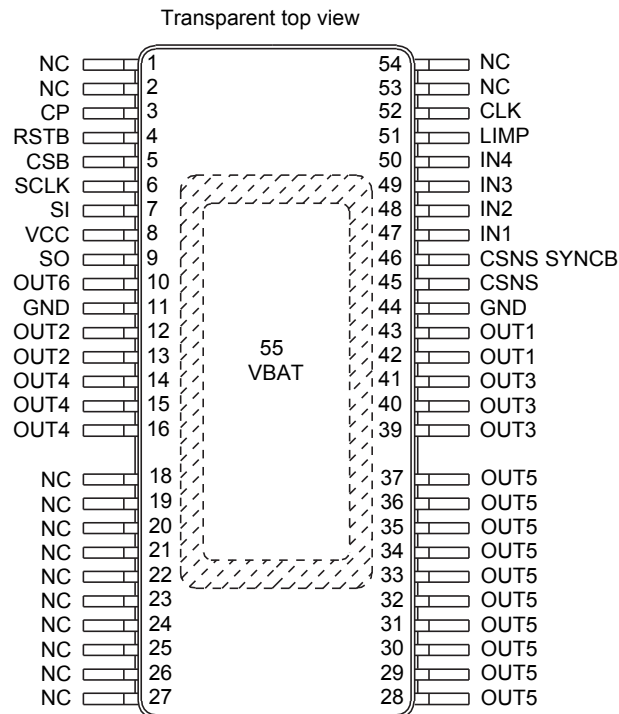 Transparent top view
NC 1 54 NC
NC 2 53 NC
CP 3 52 CLK
RSTB 4 51 LIMP
CSB 5 50 IN4
SCLK 6 49 IN3
SI 7 48 IN2
VCC 8 47 IN1
SO 9 46 CSNS SYNCB
OUT6 10 45 CSNS
GND 11 44 GND
OUT2 12 43 OUT1
OUT2 13 42 OUT1
55
VBAT
OUT4 14 41 OUT3
OUT4 15 40 OUT3
OUT4 16 39 OUT3
NC 18 37 OUT5
NC 19 36 OUT5
NC 20 35 OUT5
NC 21 34 OUT5
NC 22 33 OUT5
NC 23 32 OUT5
NC 24 31 OUT5
NC 25 30 OUT5
NC 26 29 OUT5
NC 27 28 OUT5